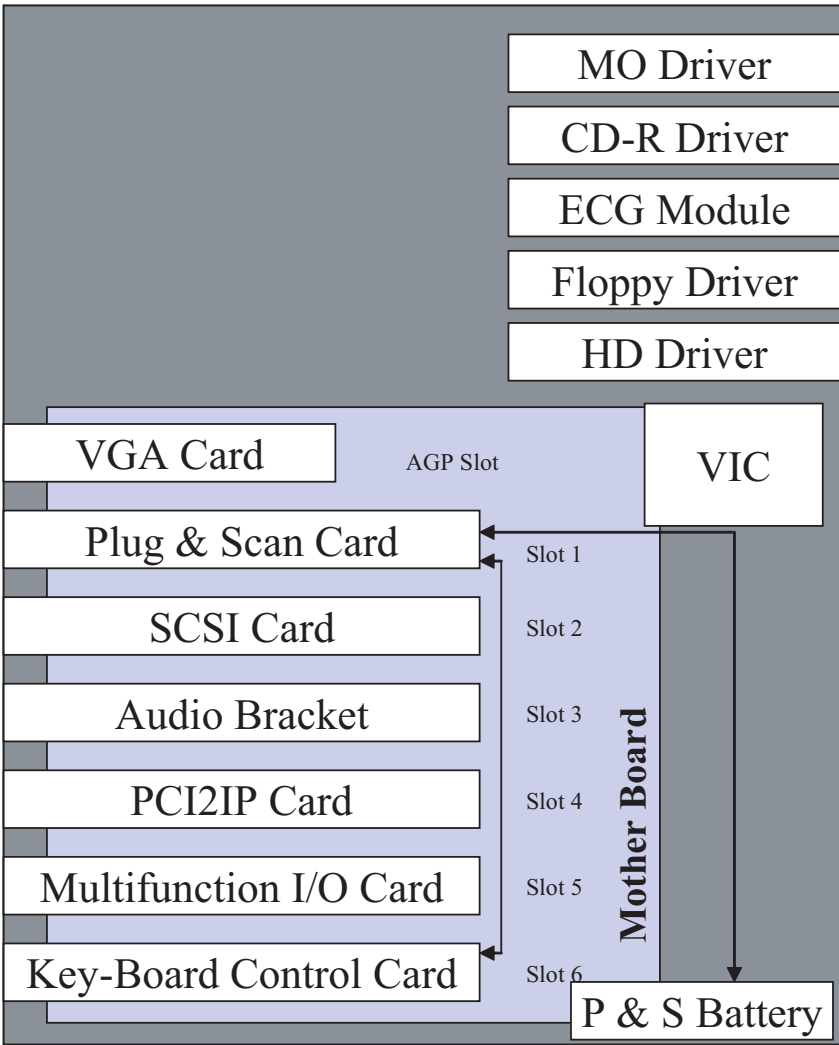 MO Driver
CD-R Driver
ECG Module
Floppy Driver
HD Driver
VIC
VGA Card
AGP Slot
Plug & Scan Card
Slot 1
SCSI Card
Slot 2
Audio Bracket
Slot 3
PCI2IP Card
Slot 4
Multifunction I/O Card
Slot 5
Key-Board Control Card
Slot 6
Mother Board
P & S Battery